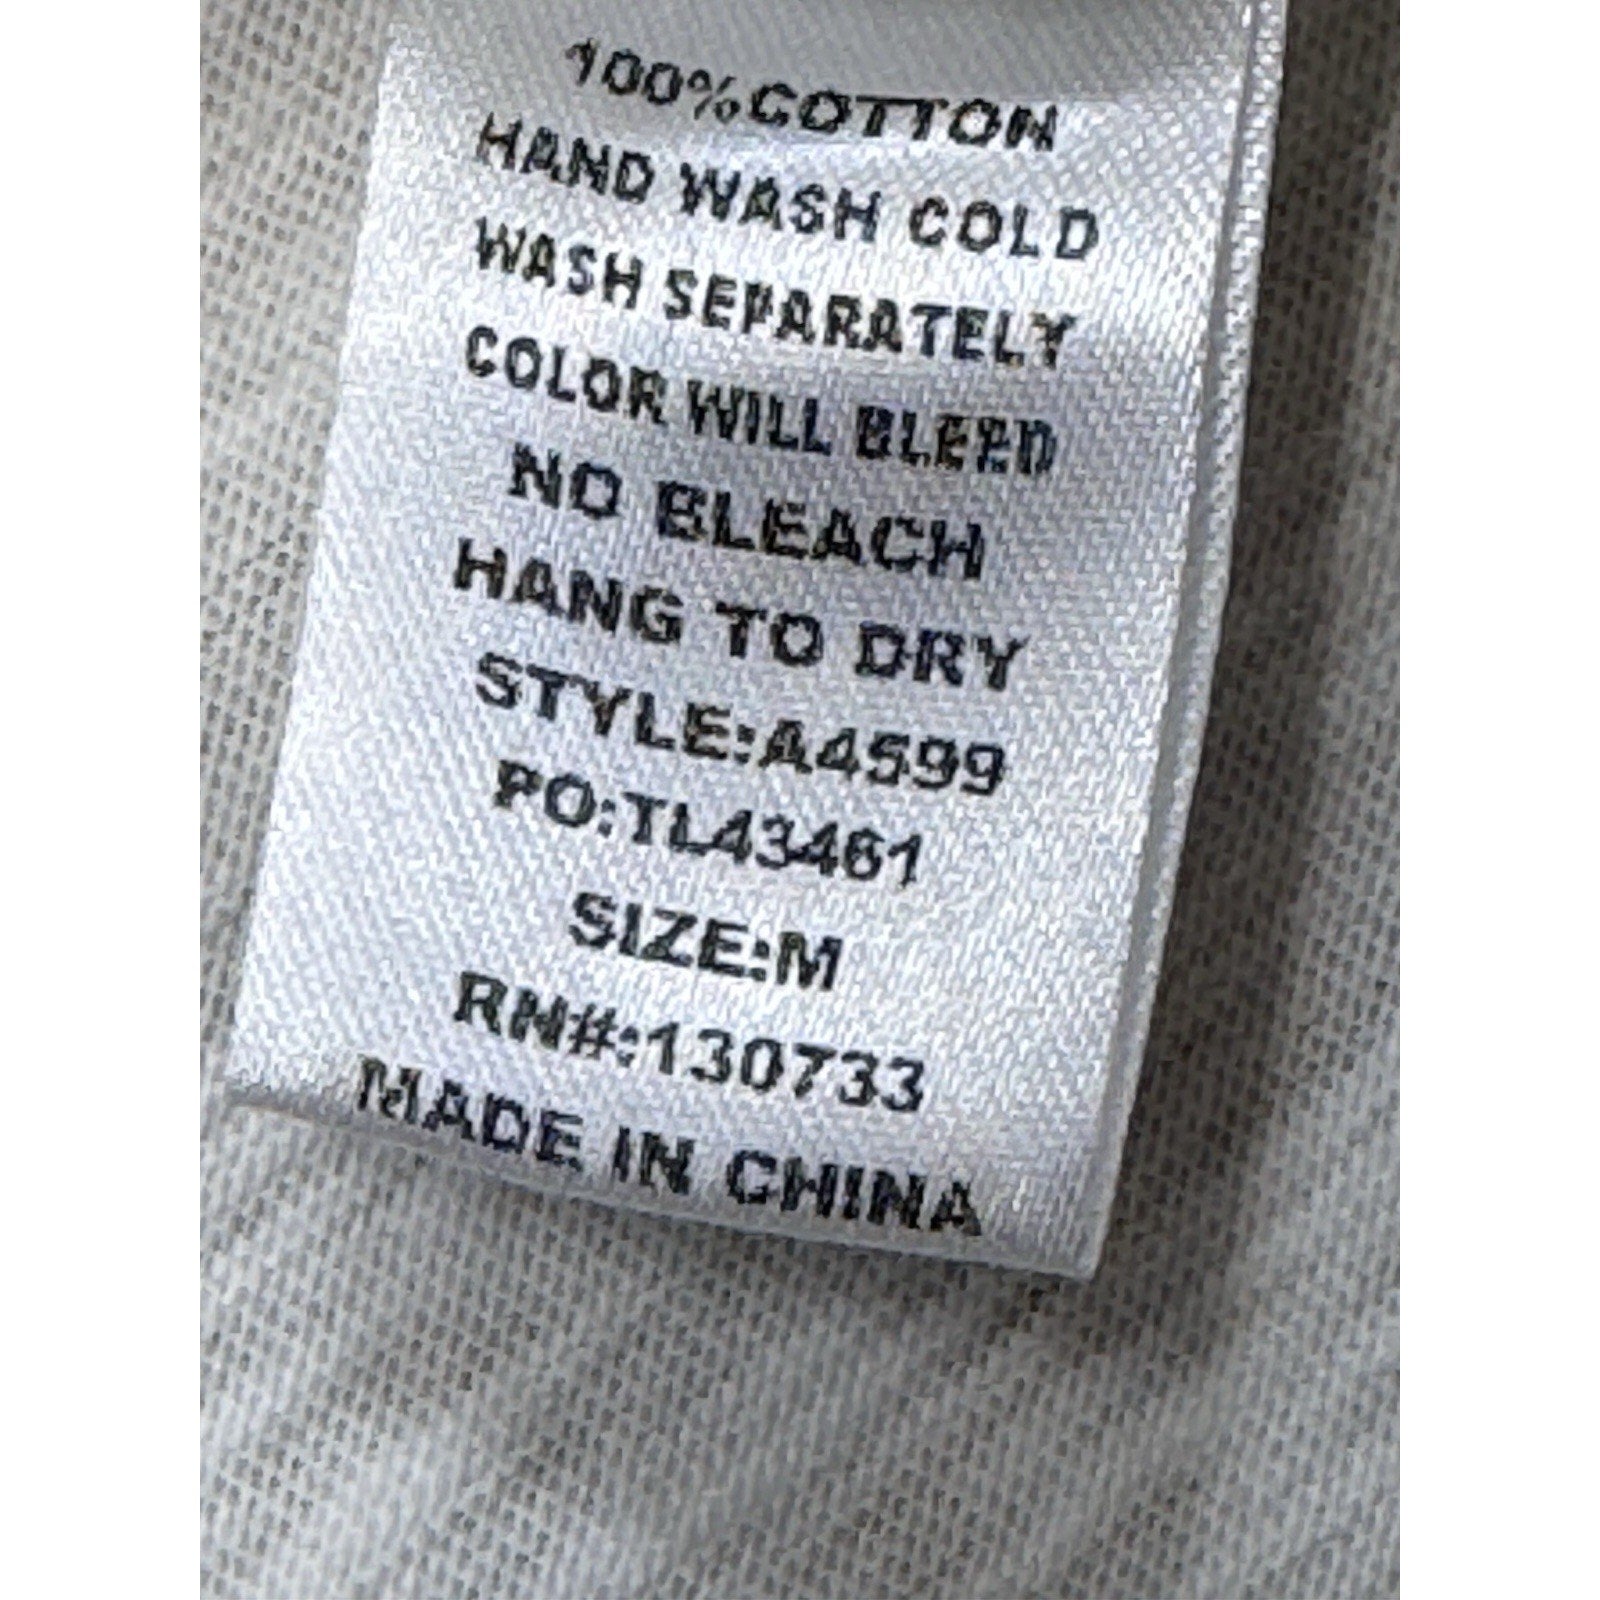 100%COTTON
HAND WASH COLD
WASH SEPARATELY
COLOR WILL BLEED
NO BLEACH
HANG TO DRY
STYLE:A4599
PO:TL43461
SIZE:M
RN#:130733
MADE IN CHINA